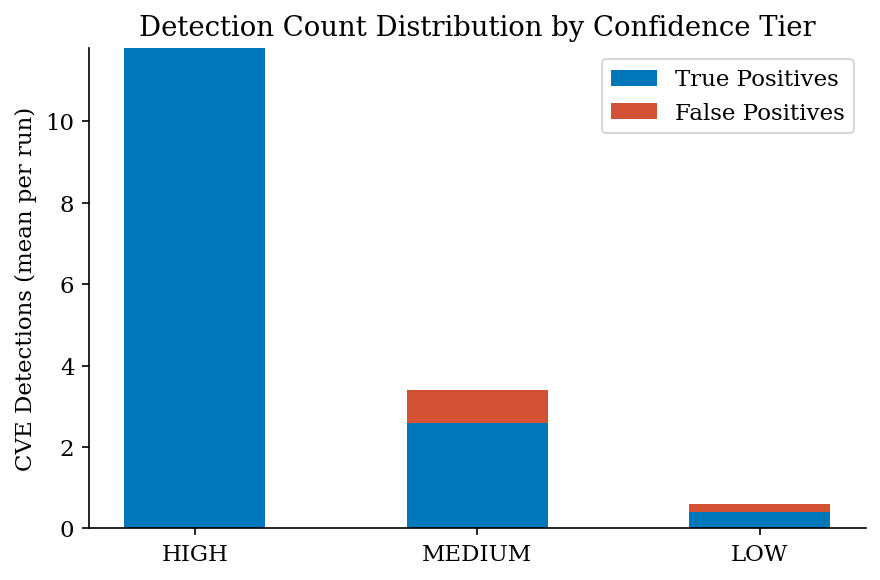 Detection Count Distribution by Confidence Tier
True Positives
False Positives
CVE Detections (mean per run)
10
8
6
4
2
0
HIGH
MEDIUM
LOW